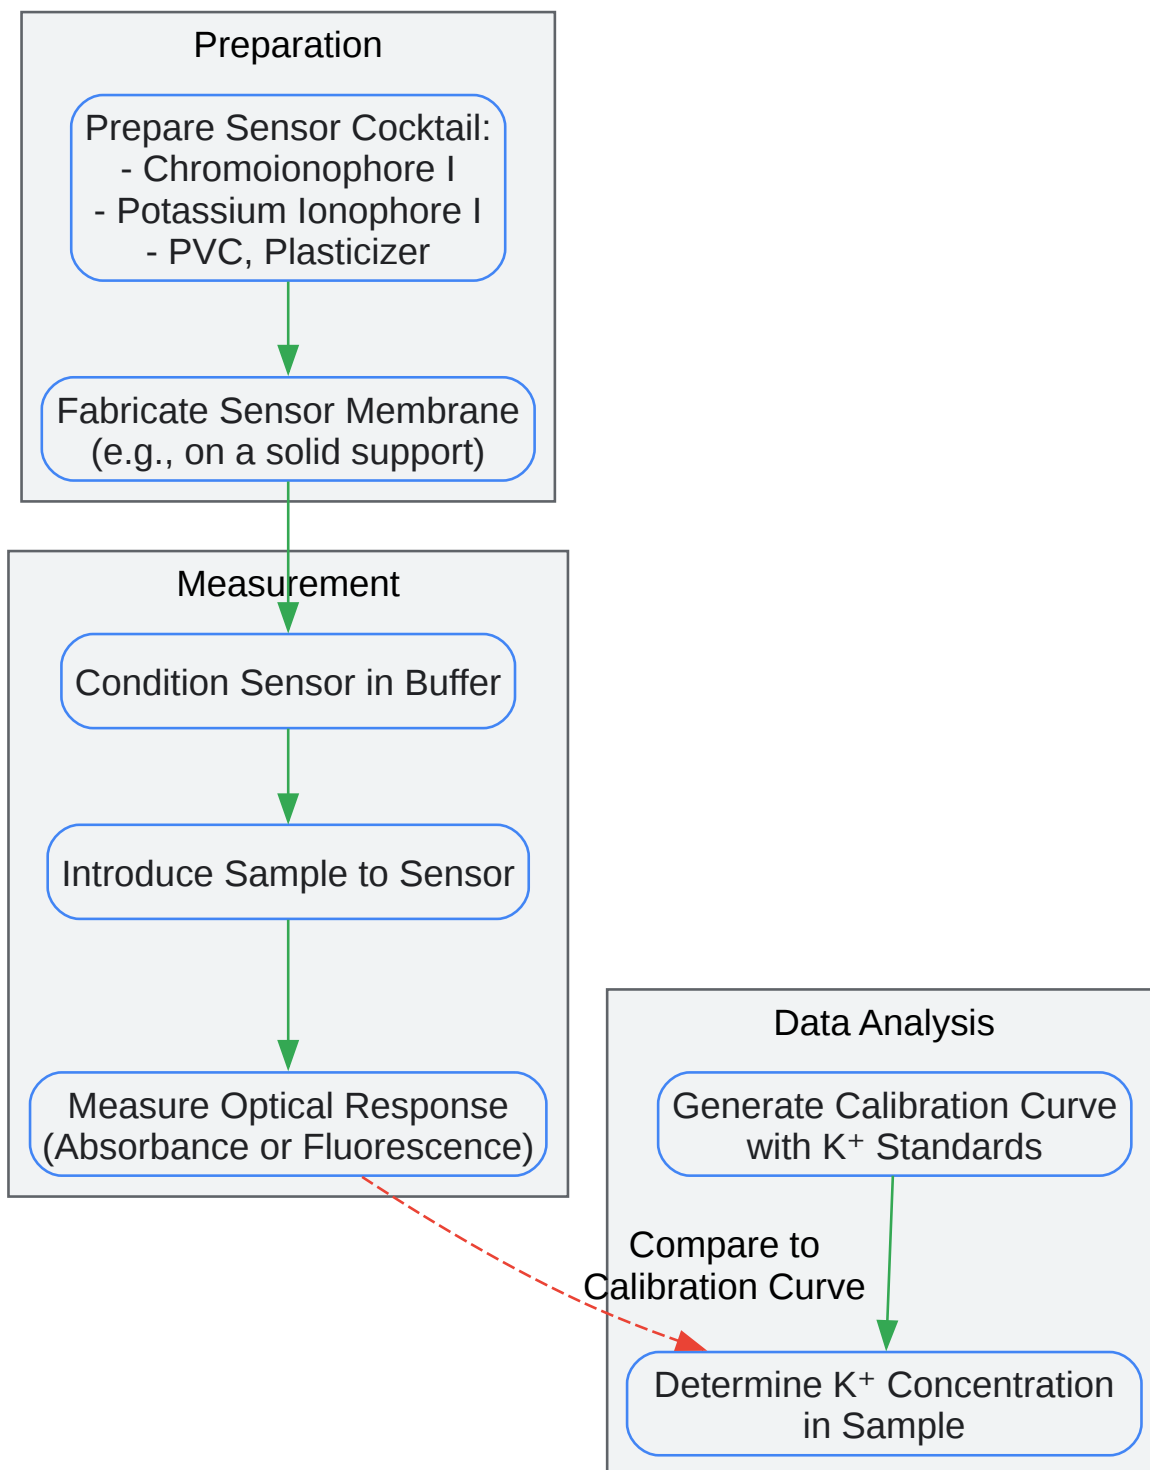 Preparation
Prepare Sensor Cocktail:
- Chromoionophore I
- Potassium Ionophore I
- PVC, Plasticizer
Fabricate Sensor Membrane
(e.g., on a solid support)
Measurement
Condition Sensor in Buffer
Introduce Sample to Sensor
Measure Optical Response
(Absorbance or Fluorescence)
Data Analysis
Generate Calibration Curve
with K⁺ Standards
Compare to
Calibration Curve
Determine K⁺ Concentration
in Sample